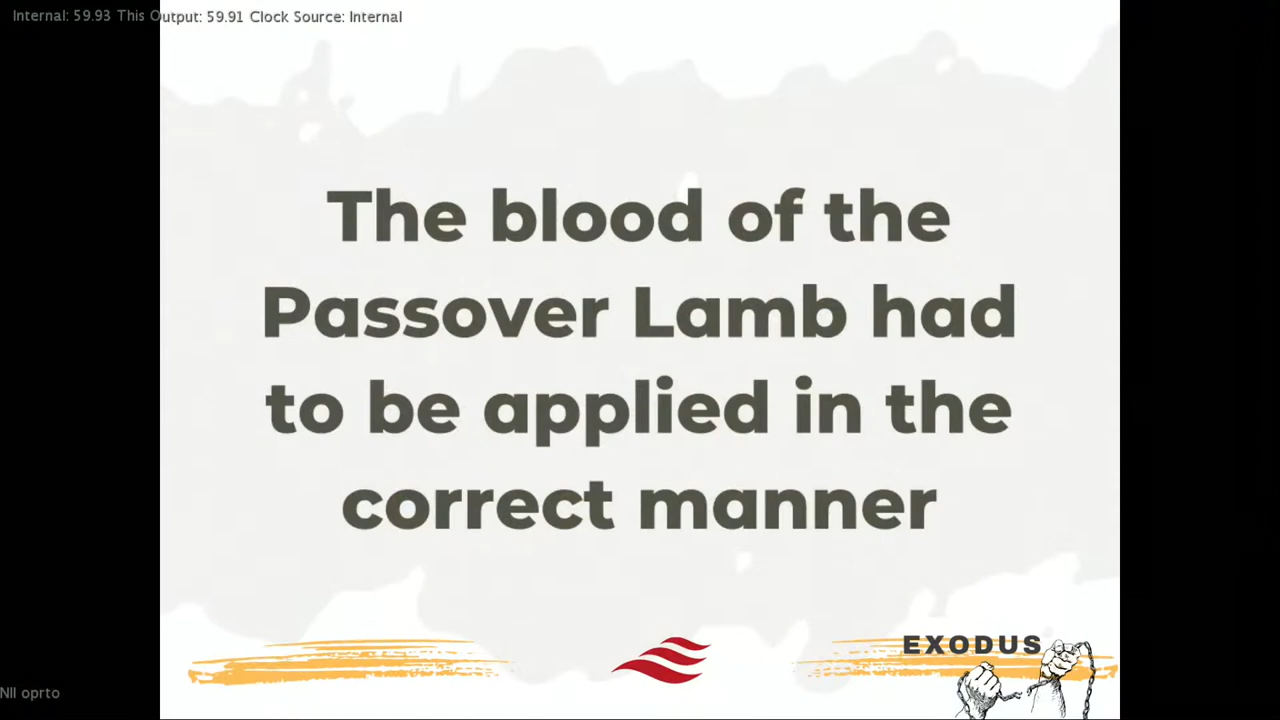 Internal: 59.93 This Output: 59.91 Clock Source: Internal
The blood of the
Passover Lamb had
to be applied in the
correct manner
EXODUS
NII oprto